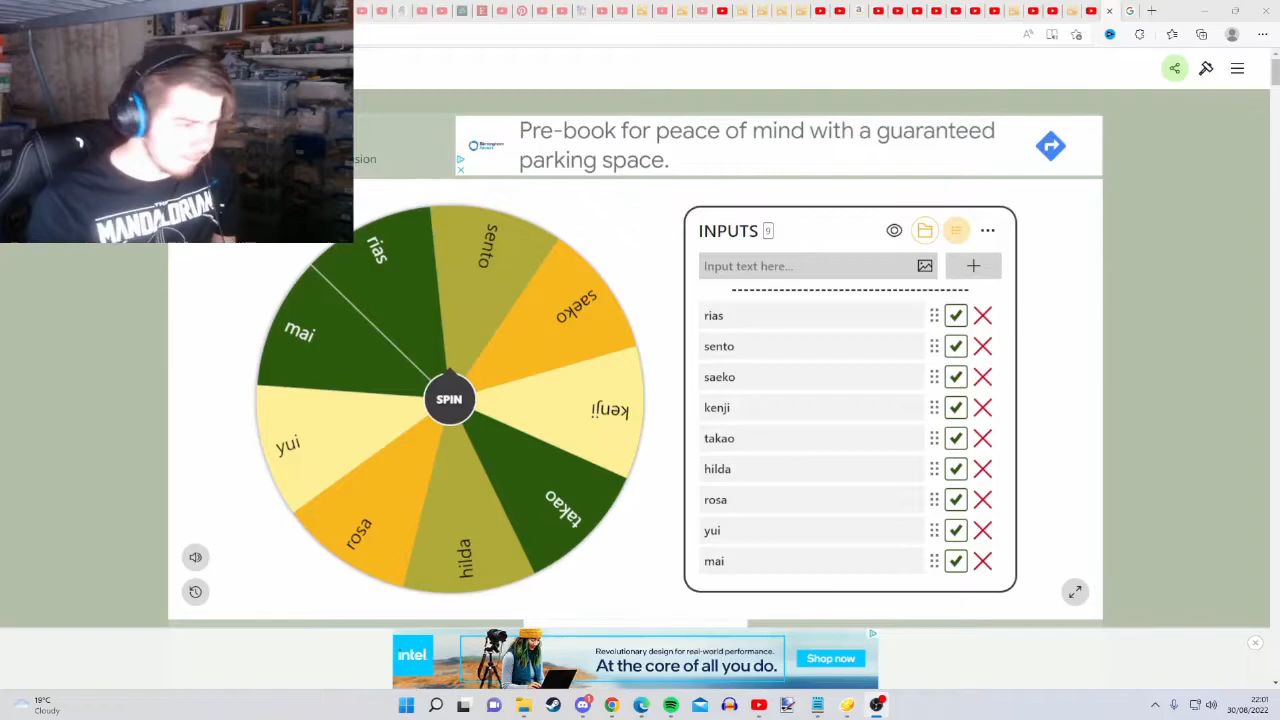 G
Pre-book for peace of mind with a guaranteed
parking space.
sion
MANDALORIAN
rias
sento
saeko
kenji
takao
hilda
rosa
yui
mai
SPIN
INPUTS 9
Input text here...
rias
sento
saeko
kenji
takao
hilda
rosa
yui
mai
intel
Revolutionary design for real-world performance.
At the core of all you do.
Shop now
19°C
Cloudy
22:01
30/08/2022